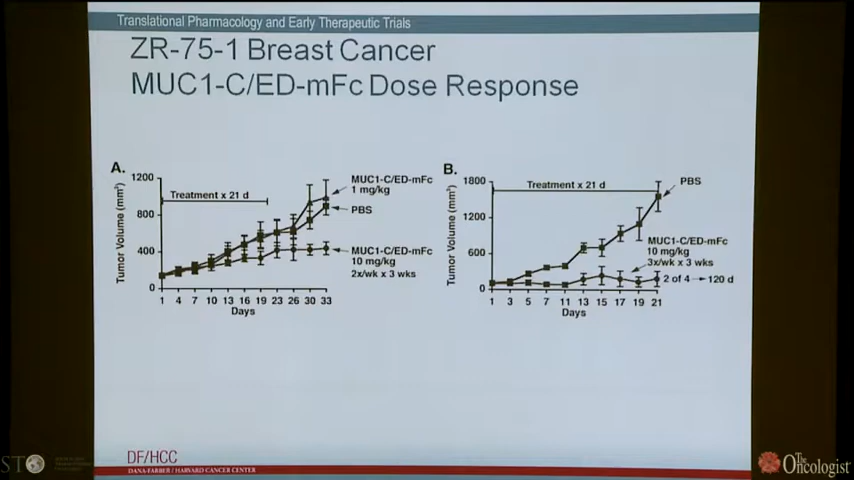 Translational Pharmacology and Early Therapeutic Trials
ZR-75-1 Breast Cancer
MUC1-C/ED-mFc Dose Response
A.
1200
800
400
0
Tumor Volume (mm³)
Treatment x 21 d
MUC1-C/ED-mFc
1 mg/kg
PBS
MUC1-C/ED-mFc
10 mg/kg
2x/wk x 3 wks
1 4 7 10 13 16 19 23 26 30 33
Days
B.
1800
1200
600
0
Tumor Volume (mm³)
Treatment x 21 d
PBS
MUC1-C/ED-mFc
10 mg/kg
3x/wk x 3 wks
2 of 4 → 120 d
1 3 5 7 11 13 15 17 19 21
Days
DF/HCC
DANA-FARBER / HARVARD CANCER CENTER
ST
The
Oncologist